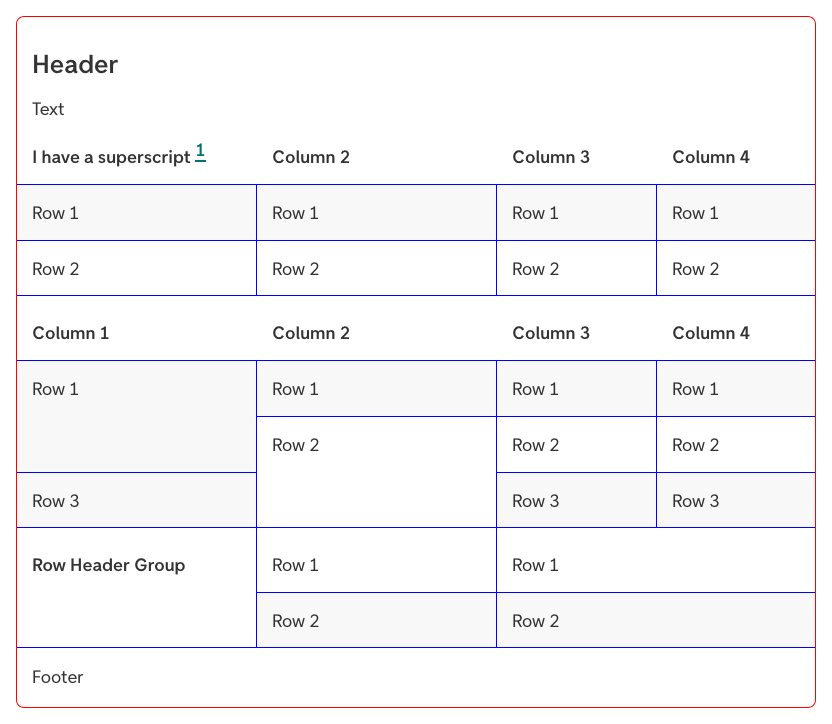 Header
Text
I have a superscript 1 Column 2 Column 3 Column 4
Row 1 Row 1 Row 1 Row 1
Row 2 Row 2 Row 2 Row 2
Column 1 Column 2 Column 3 Column 4
Row 1 Row 1 Row 1 Row 1
Row 2 Row 2 Row 2
Row 3 Row 3 Row 3
Row Header Group Row 1 Row 1
Row 2 Row 2
Footer